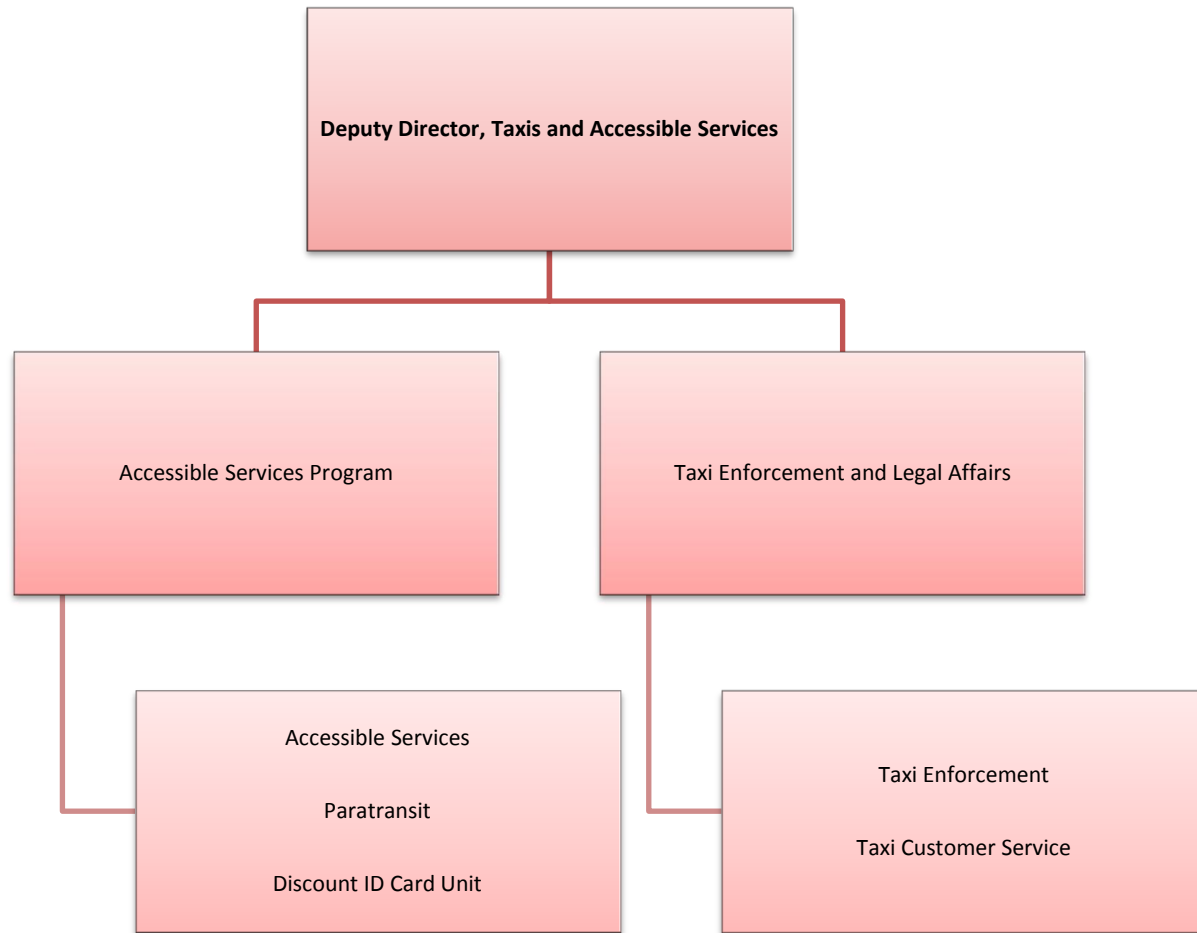 Deputy Director, Taxis and Accessible Services
Accessible Services Program
Taxi Enforcement and Legal Affairs
Accessible Services
Paratransit
Discount ID Card Unit
Taxi Enforcement
Taxi Customer Service